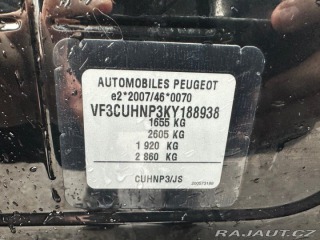 AUTOMOBILES PEUGEOT
e2*2007/46*0070
VF3CUHNP3KY188938
1655 KG
2605 KG
1 920 KG
2 860 KG
CUHNP3/JS
RAJAUT.CZ